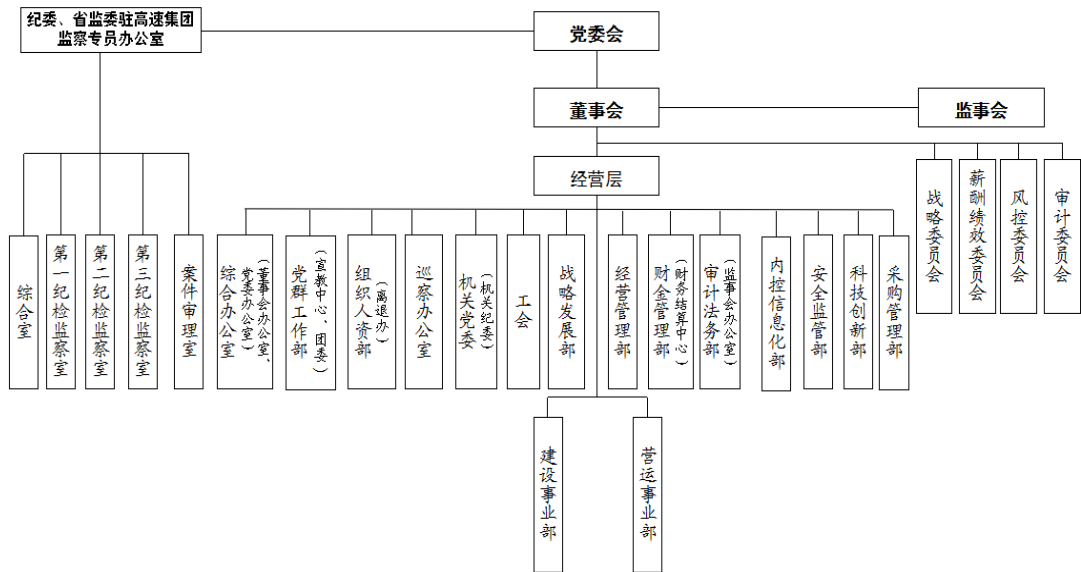 纪委、省监委驻高速集团
监察专员办公室
党委会
董事会
监事会
经营层
战略委员会
薪酬绩效委员会
风控委员会
审计委员会
综合室
第一纪检监察室
第二纪检监察室
第三纪检监察室
案件审理室
综合办公室
（董事会办公室、
党委办公室）
党群工作部
（宣教中心、团委）
组织人资部
（离退办）
巡察办公室
机关党委
（机关纪委）
工会
战略发展部
经营管理部
财金管理部
（财务结算中心）
审计法务部
（监事会办公室）
内控信息化部
安全监管部
科技创新部
采购管理部
建设事业部
营运事业部